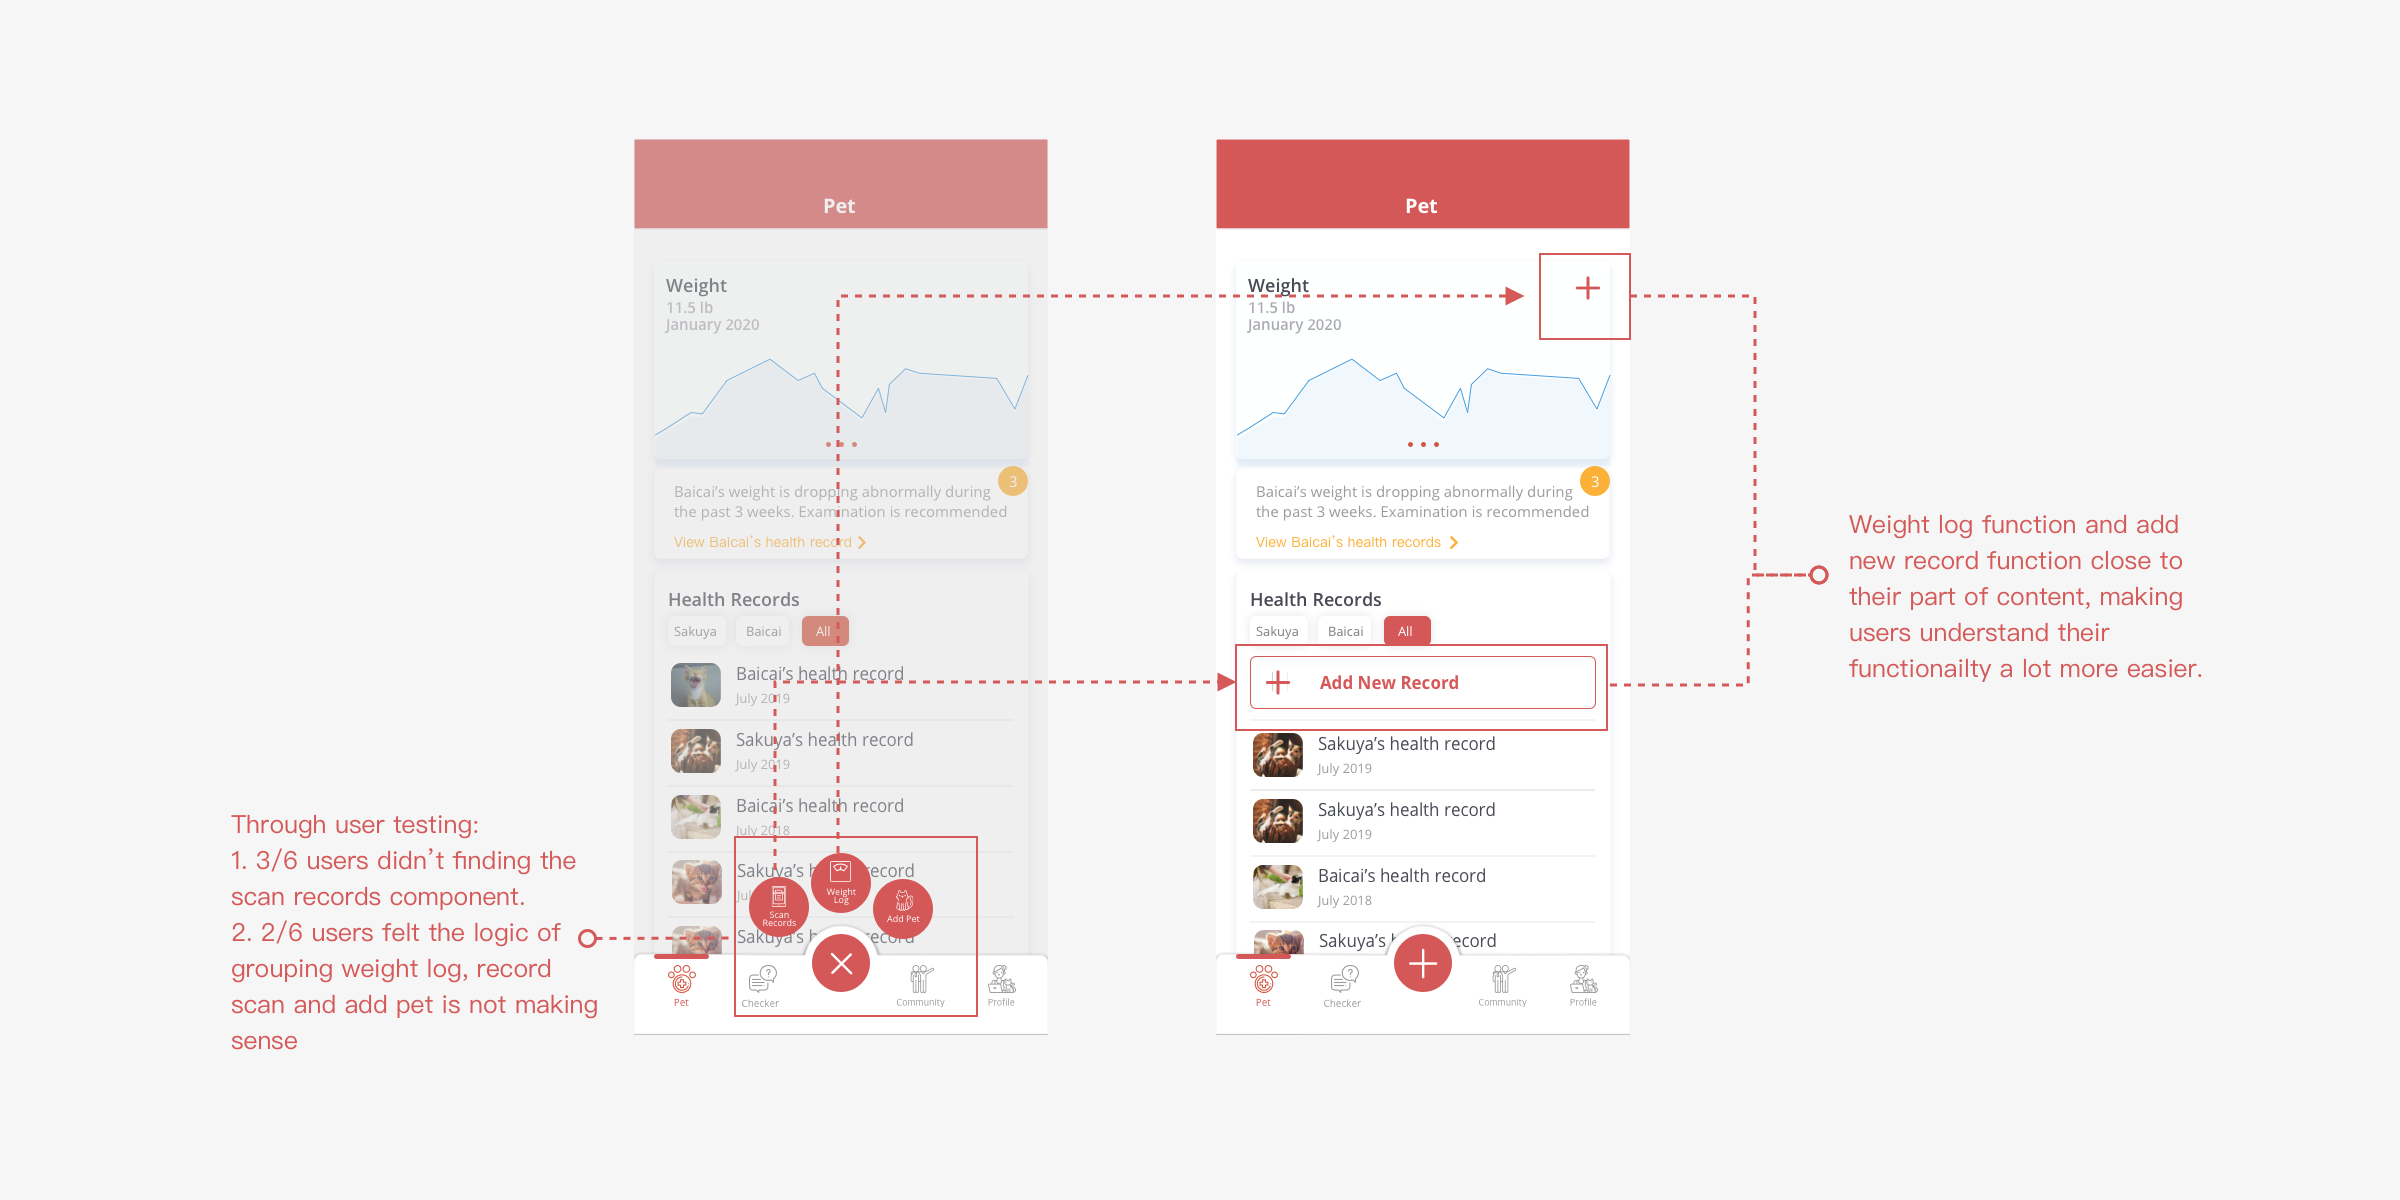 Through user testing:
1. 3/6 users didn't finding the
scan records component.
2. 2/6 users felt the logic of
grouping weight log, record
scan and add pet is not making
sense
Pet
Weight
11.5 lb
January 2020
3
Baicai's weight is dropping abnormally during
the past 3 weeks. Examination is recommended
View Baicai's health record
Health Records
Sakuya
Baicai
All
Baicai's health record
July 2019
Sakuya's health record
July 2019
Baicai's health record
July 2018
Sakuya's h ecord
Jul
Weight
Log
Scan
Records
Add Pet
Sakuya's h ecord
Pet
Checker
Community
Profile
Pet
Weight
11.5 lb
January 2020
3
Baicai's weight is dropping abnormally during
the past 3 weeks. Examination is recommended
View Baicai's health records
Health Records
Sakuya
Baicai
All
Add New Record
Sakuya's health record
July 2019
Sakuya's health record
July 2019
Baicai's health record
July 2018
Sakuya's h ecord
Pet
Checker
Community
Profile
Weight log function and add
new record function close to
their part of content, making
users understand their
functionailty a lot more easier.